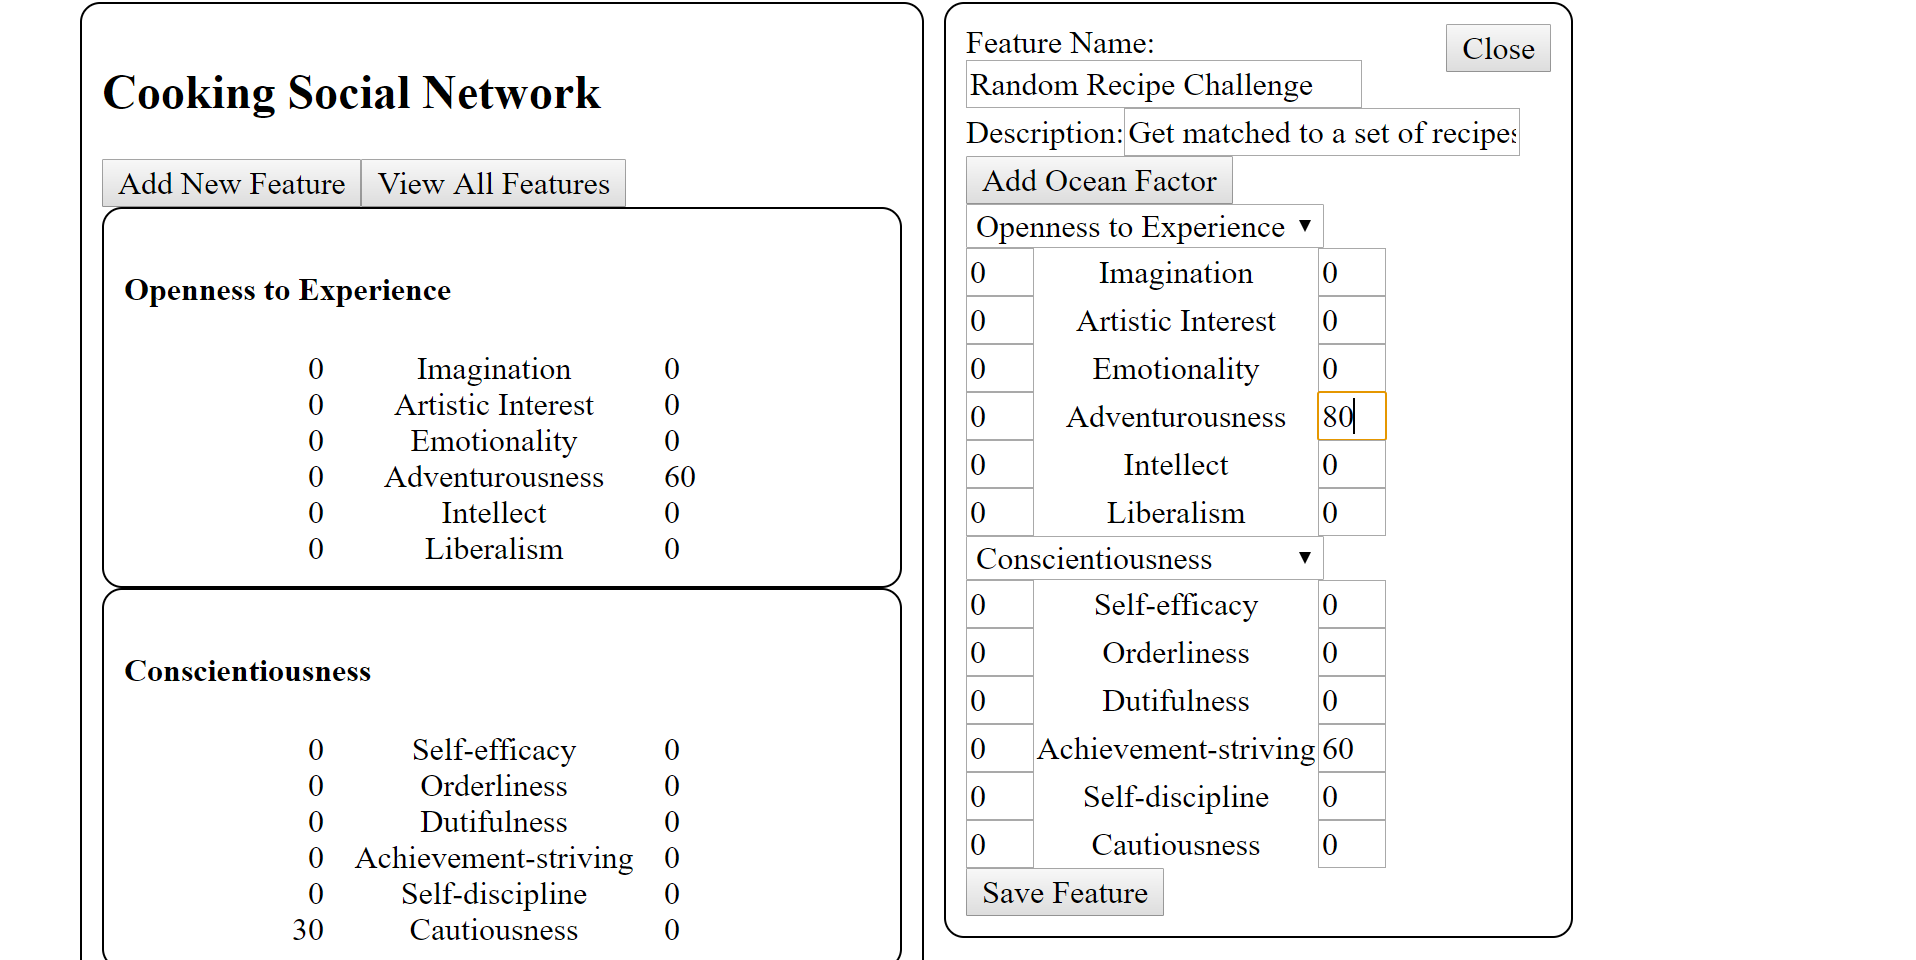 Cooking Social Network
Add New Feature View All Features
Openness to Experience
0 Imagination 0
0 Artistic Interest 0
0 Emotionality 0
0 Adventurousness 60
0 Intellect 0
0 Liberalism 0
Conscientiousness
0 Self-efficacy 0
0 Orderliness 0
0 Dutifulness 0
0 Achievement-striving 0
0 Self-discipline 0
30 Cautiousness 0
Feature Name:
Close
Random Recipe Challenge
Description: Get matched to a set of recipes
Add Ocean Factor
Openness to Experience
0 Imagination 0
0 Artistic Interest 0
0 Emotionality 0
0 Adventurousness 80
0 Intellect 0
0 Liberalism 0
Conscientiousness
0 Self-efficacy 0
0 Orderliness 0
0 Dutifulness 0
0 Achievement-striving 60
0 Self-discipline 0
0 Cautiousness 0
Save Feature